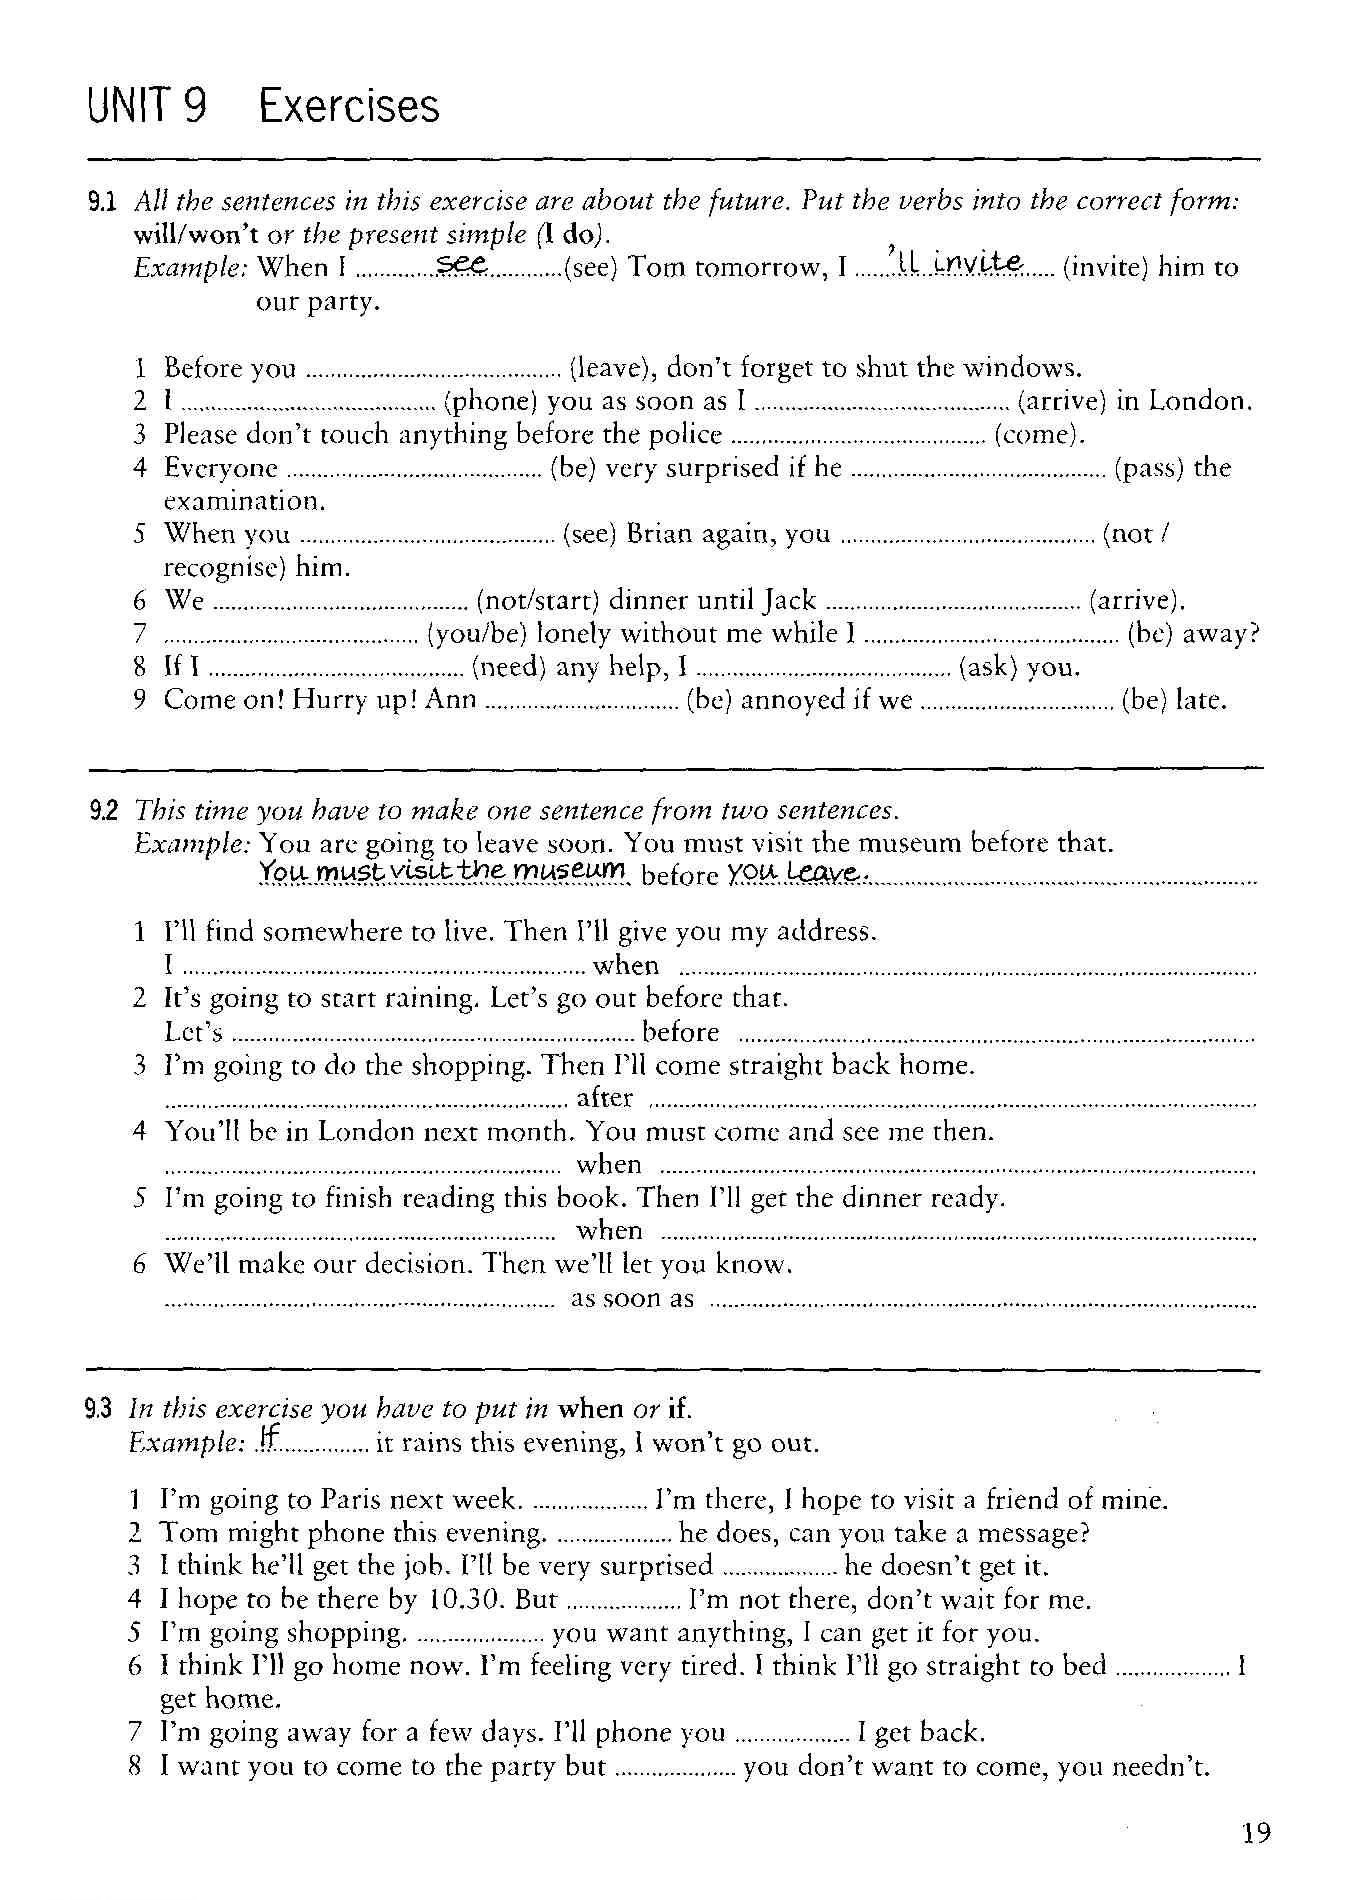 UNIT 9 Exercises
9.1 All the sentences in this exercise are about the future. Put the verbs into the correct form:
will/won't or the present simple (I do).
Example: When I .............see............(see) Tom tomorrow, I ......'ll invite..... (invite) him to
our party.
1 Before you .......................................... (leave), don't forget to shut the windows.
2 I .......................................... (phone) you as soon as I .......................................... (arrive) in London.
3 Please don't touch anything before the police .......................................... (come).
4 Everyone .......................................... (be) very surprised if he .......................................... (pass) the
examination.
5 When you .......................................... (see) Brian again, you .......................................... (not /
recognise) him.
6 We .......................................... (not/start) dinner until Jack .......................................... (arrive).
7 .......................................... (you/be) lonely without me while I .......................................... (be) away?
8 If I .......................................... (need) any help, I .......................................... (ask) you.
9 Come on! Hurry up! Ann ................................ (be) annoyed if we ................................ (be) late.
9.2 This time you have to make one sentence from two sentences.
Example: You are going to leave soon. You must visit the museum before that.
You must visit the museum before you leave.
1 I'll find somewhere to live. Then I'll give you my address.
I .................................................................. when ..................................................................
2 It's going to start raining. Let's go out before that.
Let's .................................................................. before ..................................................................
3 I'm going to do the shopping. Then I'll come straight back home.
.................................................................. after ..................................................................
4 You'll be in London next month. You must come and see me then.
.................................................................. when ..................................................................
5 I'm going to finish reading this book. Then I'll get the dinner ready.
.................................................................. when ..................................................................
6 We'll make our decision. Then we'll let you know.
.................................................................. as soon as ..................................................................
9.3 In this exercise you have to put in when or if.
Example: .If............... it rains this evening, I won't go out.
1 I'm going to Paris next week. ................... I'm there, I hope to visit a friend of mine.
2 Tom might phone this evening. ................... he does, can you take a message?
3 I think he'll get the job. I'll be very surprised ................... he doesn't get it.
4 I hope to be there by 10.30. But ................... I'm not there, don't wait for me.
5 I'm going shopping. ..................... you want anything, I can get it for you.
6 I think I'll go home now. I'm feeling very tired. I think I'll go straight to bed ................... I
get home.
7 I'm going away for a few days. I'll phone you ................... I get back.
8 I want you to come to the party but .................... you don't want to come, you needn't.
19